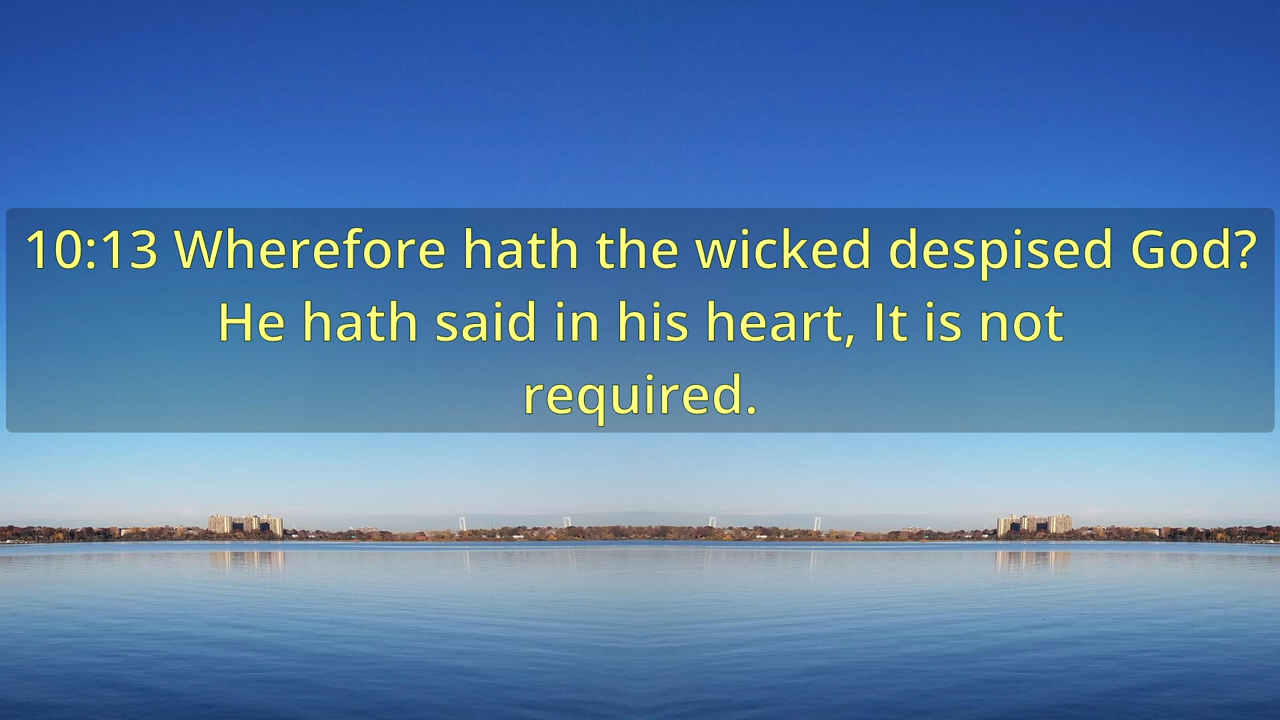 10:13 Wherefore hath the wicked despised God?
He hath said in his heart, It is not
required.